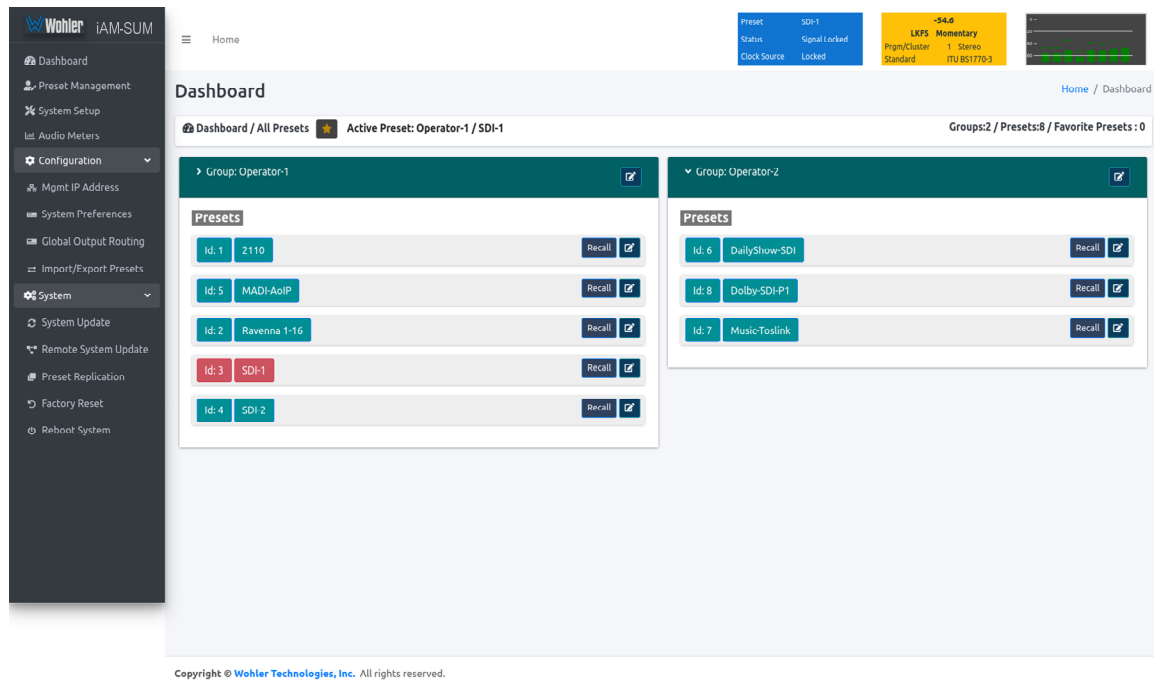 Wohler iAM-SUM
Dashboard
Preset Management
System Setup
Audio Meters
Configuration
Mgmt IP Address
System Preferences
Global Output Routing
Import/Export Presets
System
System Update
Remote System Update
Preset Replication
Factory Reset
Reboot System
Home
Preset SDI-1
Status Signal Locked
Clock Source Locked
-54.6
LKFS Momentary
Prgm/Cluster 1 Stereo
Standard ITU BS1770-3
Dashboard
Home / Dashboard
Dashboard / All Presets Active Preset: Operator-1 / SDI-1
Groups:2 / Presets:8 / Favorite Presets : 0
Group: Operator-1
Presets
Id: 1 2110 Recall
Id: 5 MADI-AoIP Recall
Id: 2 Ravenna 1-16 Recall
Id: 3 SDI-1 Recall
Id: 4 SDI-2 Recall
Group: Operator-2
Presets
Id: 6 DailyShow-SDI Recall
Id: 8 Dolby-SDI-P1 Recall
Id: 7 Music-Toslink Recall
Copyright © Wohler Technologies, Inc. All rights reserved.